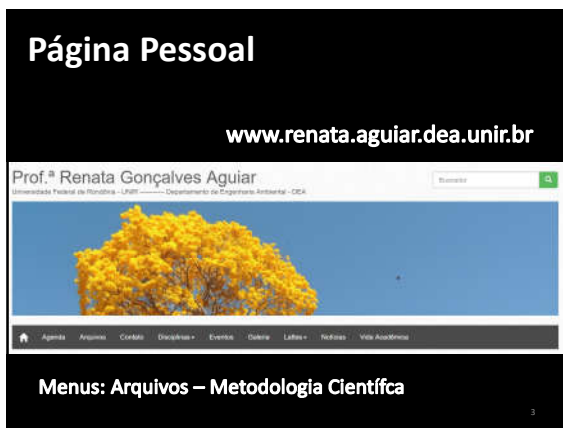 Página Pessoal
www.renata.aguiar.dea.unir.br
Prof.ª Renata Gonçalves Aguiar
Universidade Federal de Rondônia - UNIR ---------- Departamento de Engenharia Ambiental - DEA
Buscador
Agenda Arquivos Contato Disciplinas Eventos Galeria Lattes Notícias Vida Acadêmica
Menus: Arquivos – Metodologia Científca
3